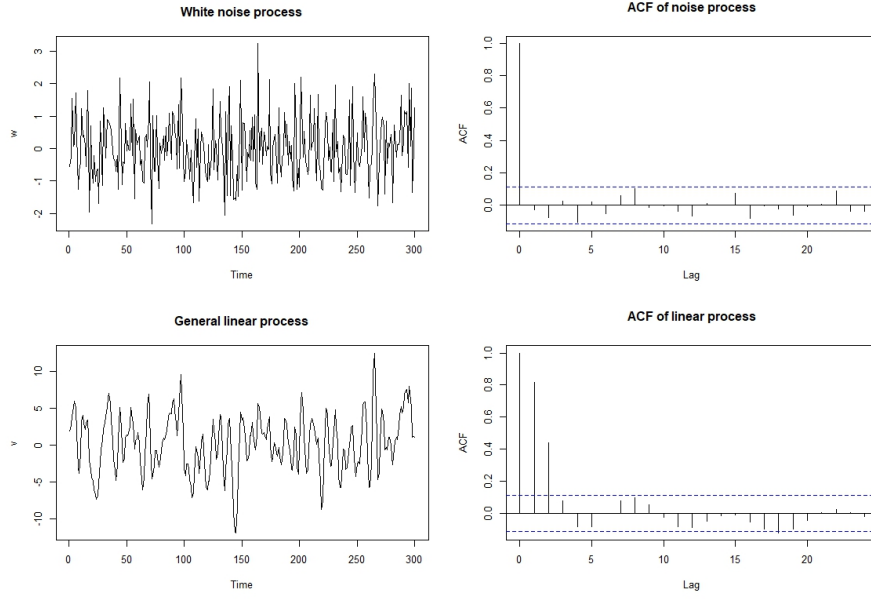 White noise process
3
2
1
0
-1
-2
w
0 50 100 150 200 250 300
Time
ACF of noise process
1.0
0.8
0.6
0.4
0.2
0.0
ACF
0 5 10 15 20
Lag
General linear process
10
5
0
-5
-10
v
0 50 100 150 200 250 300
Time
ACF of linear process
1.0
0.8
0.6
0.4
0.2
0.0
ACF
0 5 10 15 20
Lag